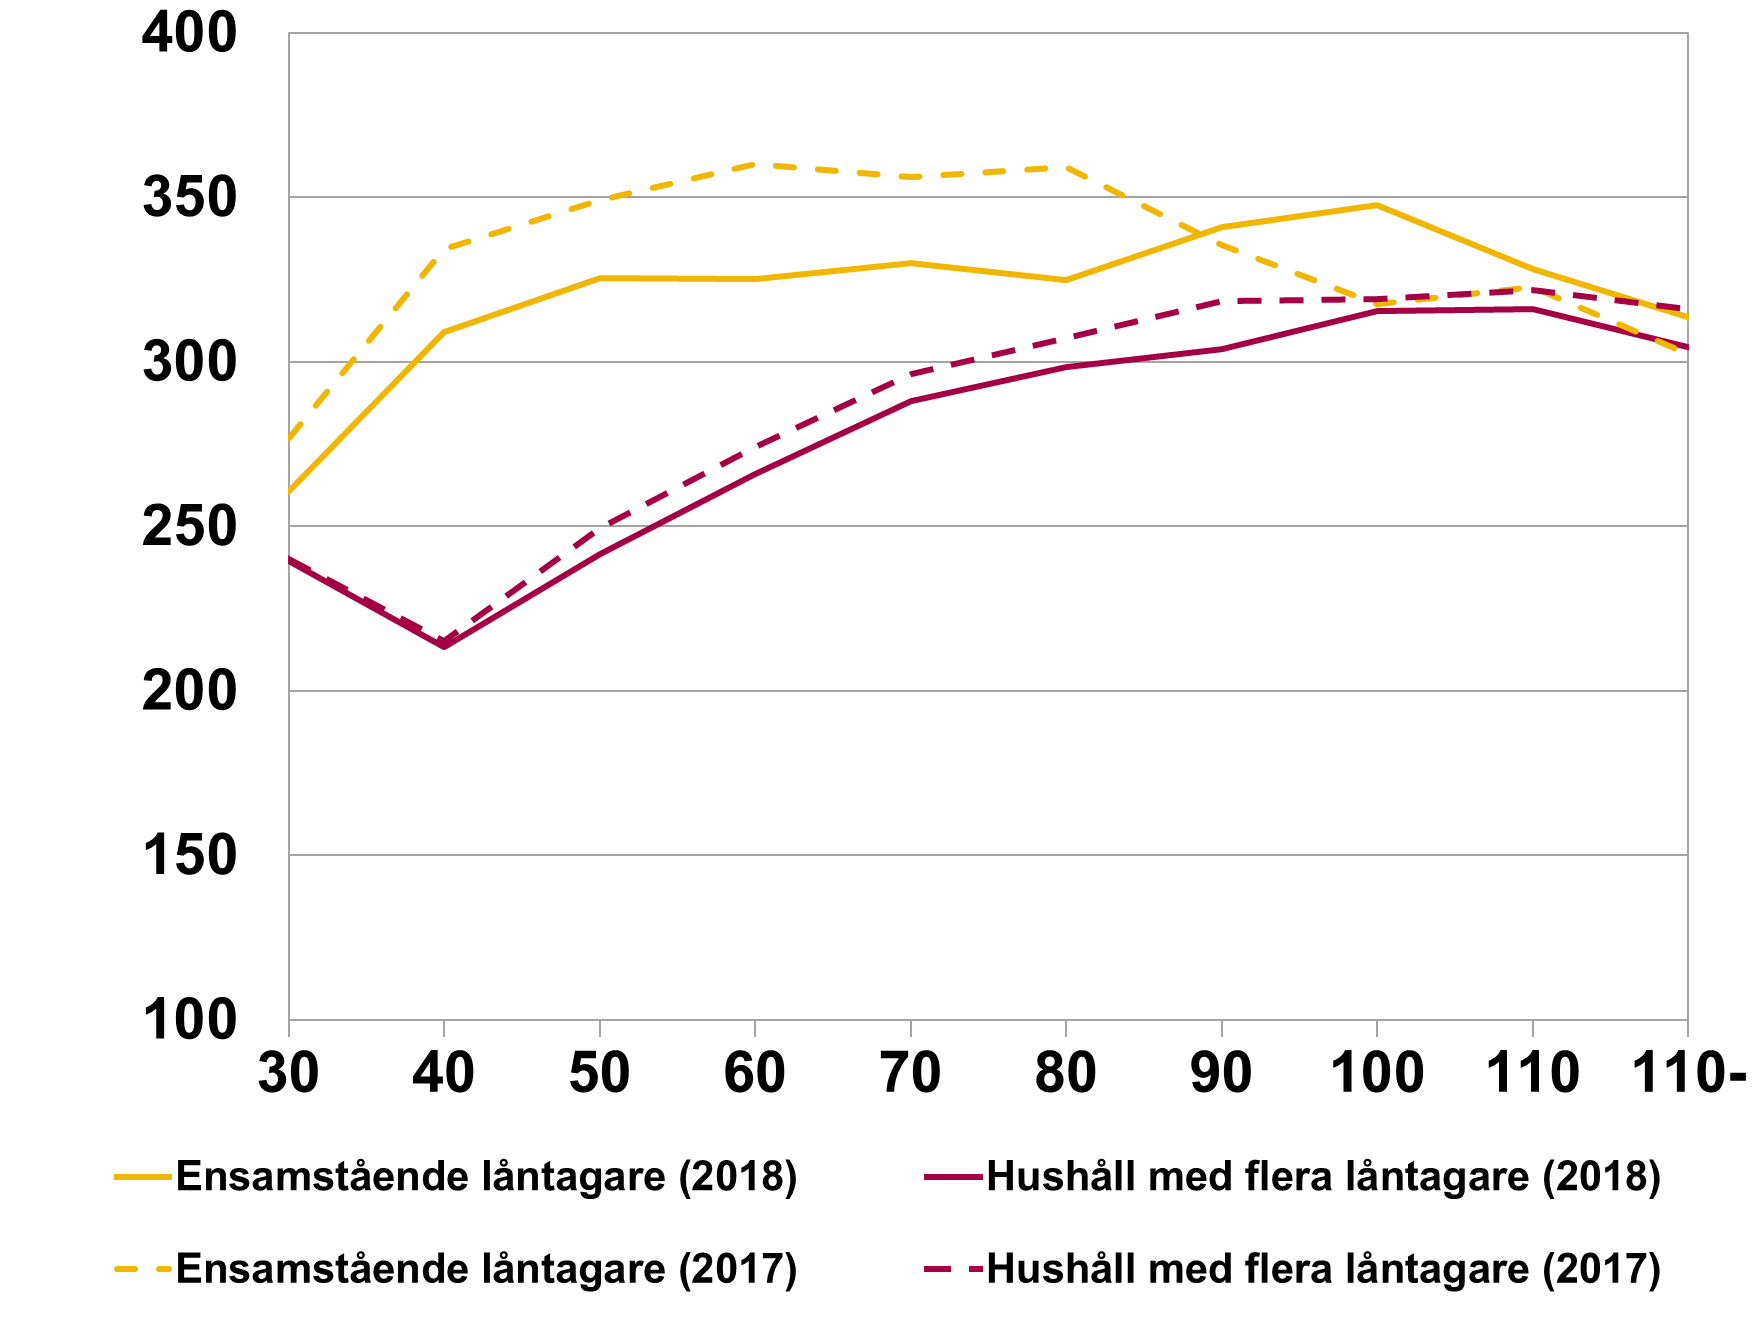 400
350
300
250
200
150
100
30 40 50 60 70 80 90 100 110 110-
Ensamstående låntagare (2018) Hushåll med flera låntagare (2018)
Ensamstående låntagare (2017) Hushåll med flera låntagare (2017)